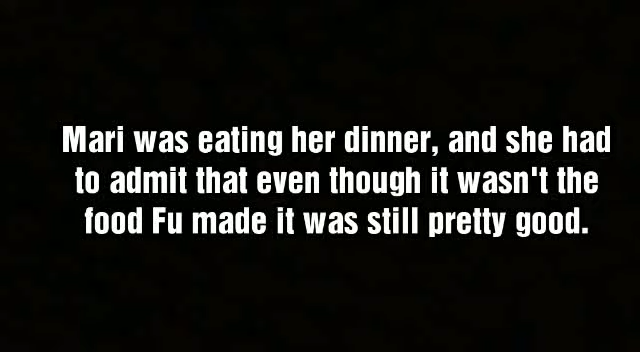 Mari was eating her dinner, and she had
to admit that even though it wasn't the
food Fu made it was still pretty good.